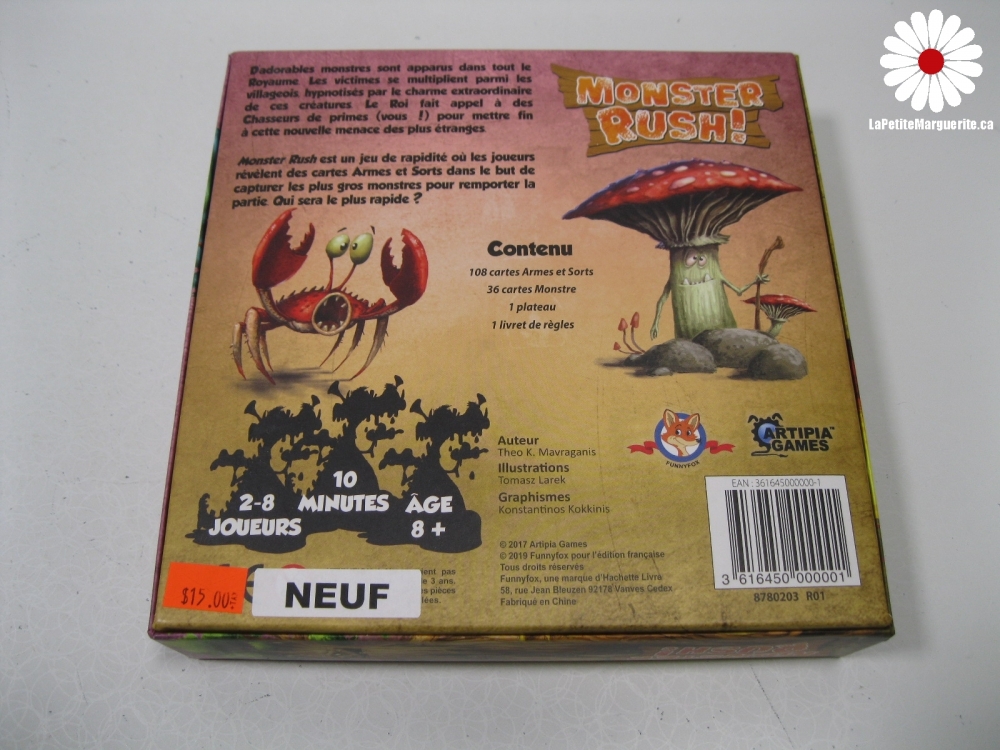 LaPetiteMarguerite.ca
D'adorables monstres sont apparus dans tout le
Royaume. Les victimes se multiplient parmi les
villageois, hypnotisés par le charme extraordinaire
de ces créatures. Le Roi fait appel à des
Chasseurs de primes (vous !) pour mettre fin
à cette nouvelle menace des plus étranges.
Monster Rush est un jeu de rapidité où les joueurs
révèlent des cartes Armes et Sorts dans le but de
capturer les plus gros monstres pour remporter la
partie. Qui sera le plus rapide ?
MONSTER
RUSH!
Contenu
108 cartes Armes et Sorts
36 cartes Monstre
1 plateau
1 livret de règles
2-8
JOUEURS
10
MINUTES
ÂGE
8 +
Auteur
Theo K. Mavraganis
Illustrations
Tomasz Larek
Graphismes
Konstantinos Kokkinis
FUNNYFOX
ARTIPIA™
GAMES
© 2017 Artipia Games
© 2019 Funnyfox pour l'édition française
Tous droits réservés
Funnyfox, une marque d'Hachette Livre
58, rue Jean Bleuzen 92178 Vanves Cedex
Fabriqué en Chine
EAN : 361645000000-1
3 616450 000001
8780203 R01
$15.00
NEUF
pas
3 ans.
pièces